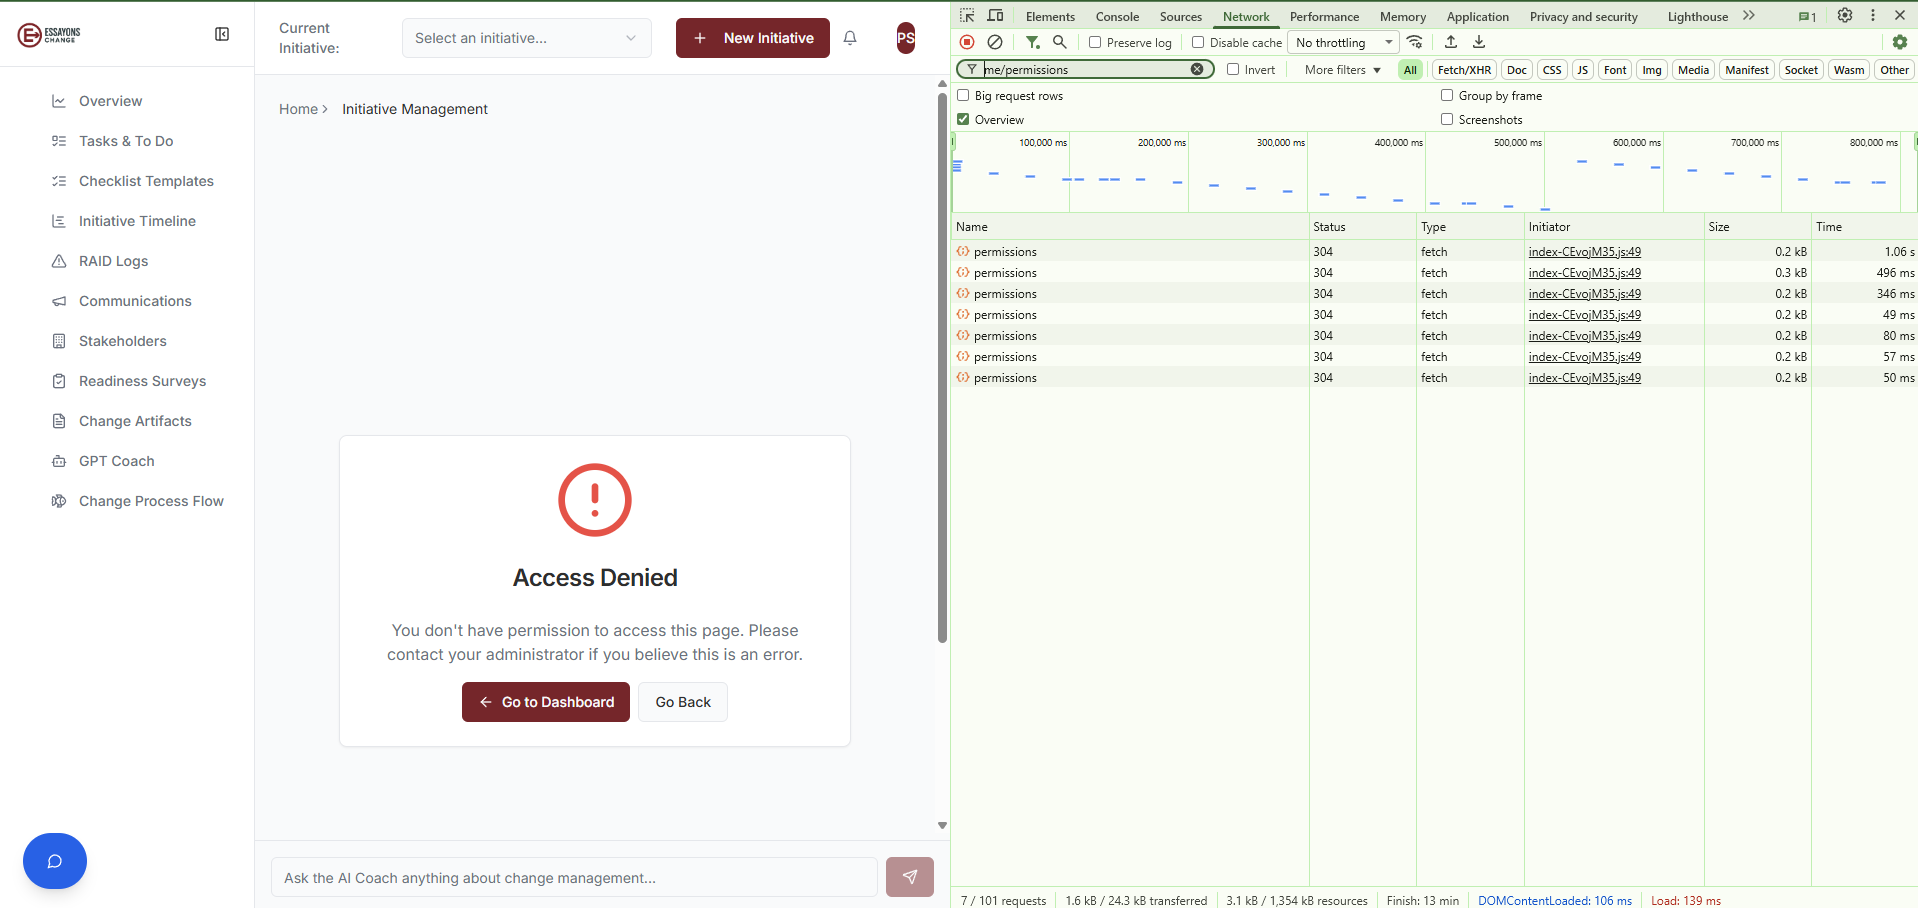 ESSAYONS
CHANGE
Overview
Tasks & To Do
Checklist Templates
Initiative Timeline
RAID Logs
Communications
Stakeholders
Readiness Surveys
Change Artifacts
GPT Coach
Change Process Flow
Current
Initiative:
Select an initiative...
New Initiative
PS
Home
Initiative Management
Access Denied
You don't have permission to access this page. Please
contact your administrator if you believe this is an error.
Go to Dashboard
Go Back
Ask the AI Coach anything about change management...
Elements Console Sources Network Performance Memory Application Privacy and security Lighthouse 1
Preserve log Disable cache No throttling
me/permissions Invert More filters All Fetch/XHR Doc CSS JS Font Img Media Manifest Socket Wasm Other
Big request rows Group by frame
Overview Screenshots
100,000 ms 200,000 ms 300,000 ms 400,000 ms 500,000 ms 600,000 ms 700,000 ms 800,000 ms
Name Status Type Initiator Size Time
permissions 304 fetch index-CEvojM35.js:49 0.2 kB 1.06 s
permissions 304 fetch index-CEvojM35.js:49 0.3 kB 496 ms
permissions 304 fetch index-CEvojM35.js:49 0.2 kB 346 ms
permissions 304 fetch index-CEvojM35.js:49 0.2 kB 49 ms
permissions 304 fetch index-CEvojM35.js:49 0.2 kB 80 ms
permissions 304 fetch index-CEvojM35.js:49 0.2 kB 57 ms
permissions 304 fetch index-CEvojM35.js:49 0.2 kB 50 ms
7 / 101 requests 1.6 kB / 24.3 kB transferred 3.1 kB / 1,354 kB resources Finish: 13 min DOMContentLoaded: 106 ms Load: 139 ms